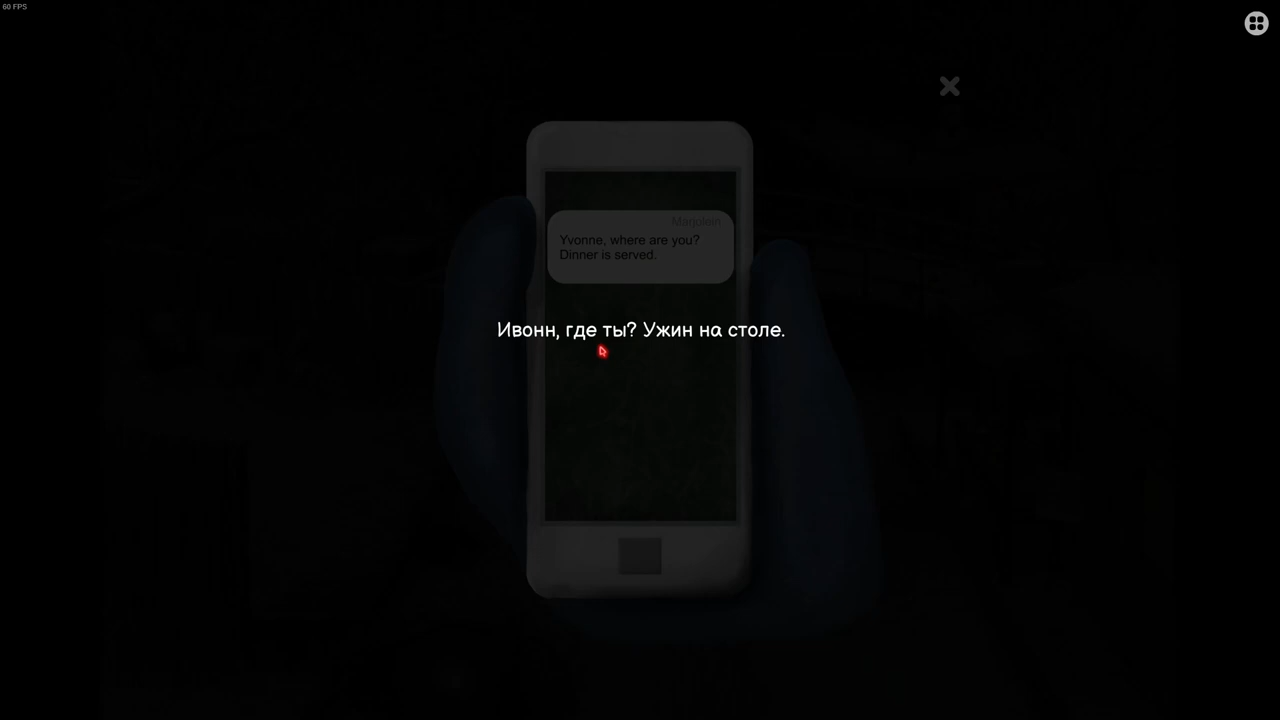 60 FPS
Marjolein
Yvonne, where are you?
Dinner is served.
Ивонн, где ты? Ужин на столе.